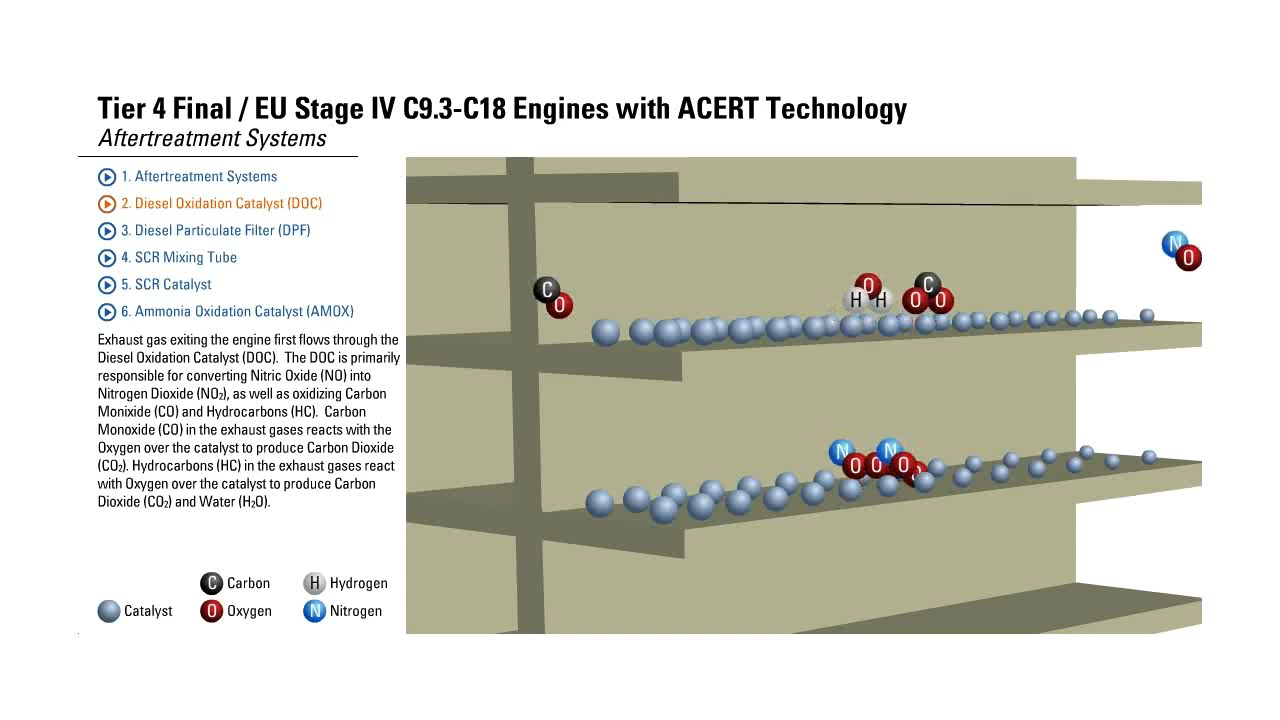 Tier 4 Final / EU Stage IV C9.3-C18 Engines with ACERT Technology
Aftertreatment Systems
1. Aftertreatment Systems
2. Diesel Oxidation Catalyst (DOC)
3. Diesel Particulate Filter (DPF)
4. SCR Mixing Tube
5. SCR Catalyst
6. Ammonia Oxidation Catalyst (AMOX)
Exhaust gas exiting the engine first flows through the
Diesel Oxidation Catalyst (DOC). The DOC is primarily
responsible for converting Nitric Oxide (NO) into
Nitrogen Dioxide (NO₂), as well as oxidizing Carbon
Monixide (CO) and Hydrocarbons (HC). Carbon
Monoxide (CO) in the exhaust gases reacts with the
Oxygen over the catalyst to produce Carbon Dioxide
(CO₂). Hydrocarbons (HC) in the exhaust gases react
with Oxygen over the catalyst to produce Carbon
Dioxide (CO₂) and Water (H₂O).
C Carbon H Hydrogen
Catalyst O Oxygen N Nitrogen
N O
C O
O H H
C O O
N O O N O